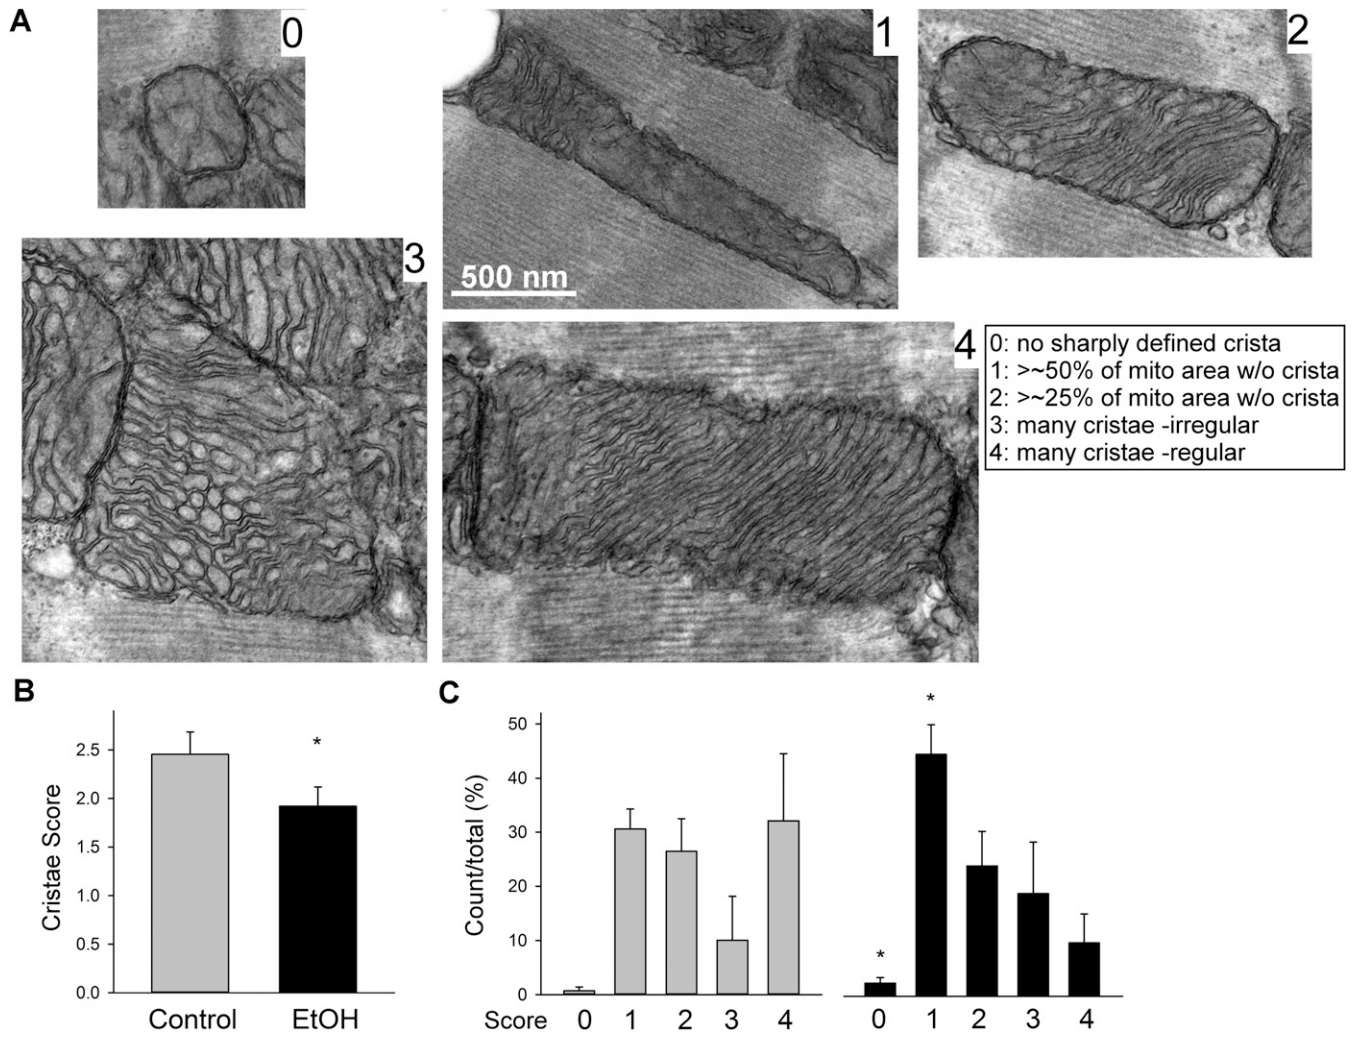 A
0
1
2
3
500 nm
4
0: no sharply defined crista
1: >~50% of mito area w/o crista
2: >~25% of mito area w/o crista
3: many cristae -irregular
4: many cristae -regular
B
Cristae Score
2.5
2.0
1.5
1.0
0.5
0.0
*
Control EtOH
C
Count/total (%)
50
40
30
20
10
0
*
*
Score 0 1 2 3 4 0 1 2 3 4